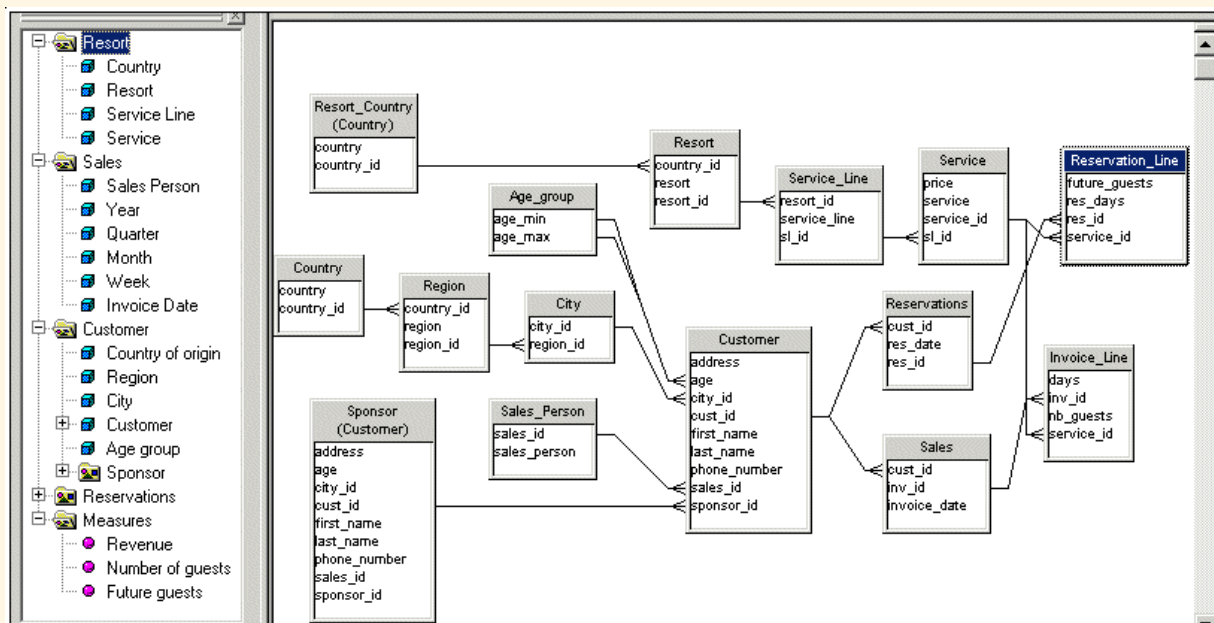 Resort
Country
Resort
Service Line
Service
Sales
Sales Person
Year
Quarter
Month
Week
Invoice Date
Customer
Country of origin
Region
City
Customer
Age group
Sponsor
Reservations
Measures
Revenue
Number of guests
Future guests
Resort_Country
(Country)
country
country_id
Resort
country_id
resort
resort_id
Service_Line
resort_id
service_line
sl_id
Service
price
service
service_id
sl_id
Reservation_Line
future_guests
res_days
res_id
service_id
Age_group
age_min
age_max
Country
country
country_id
Region
country_id
region
region_id
City
city_id
region_id
Customer
address
age
city_id
cust_id
first_name
last_name
phone_number
sales_id
sponsor_id
Reservations
cust_id
res_date
res_id
Invoice_Line
days
inv_id
nb_guests
service_id
Sponsor
(Customer)
address
age
city_id
cust_id
first_name
last_name
phone_number
sales_id
sponsor_id
Sales_Person
sales_id
sales_person
Sales
cust_id
inv_id
invoice_date